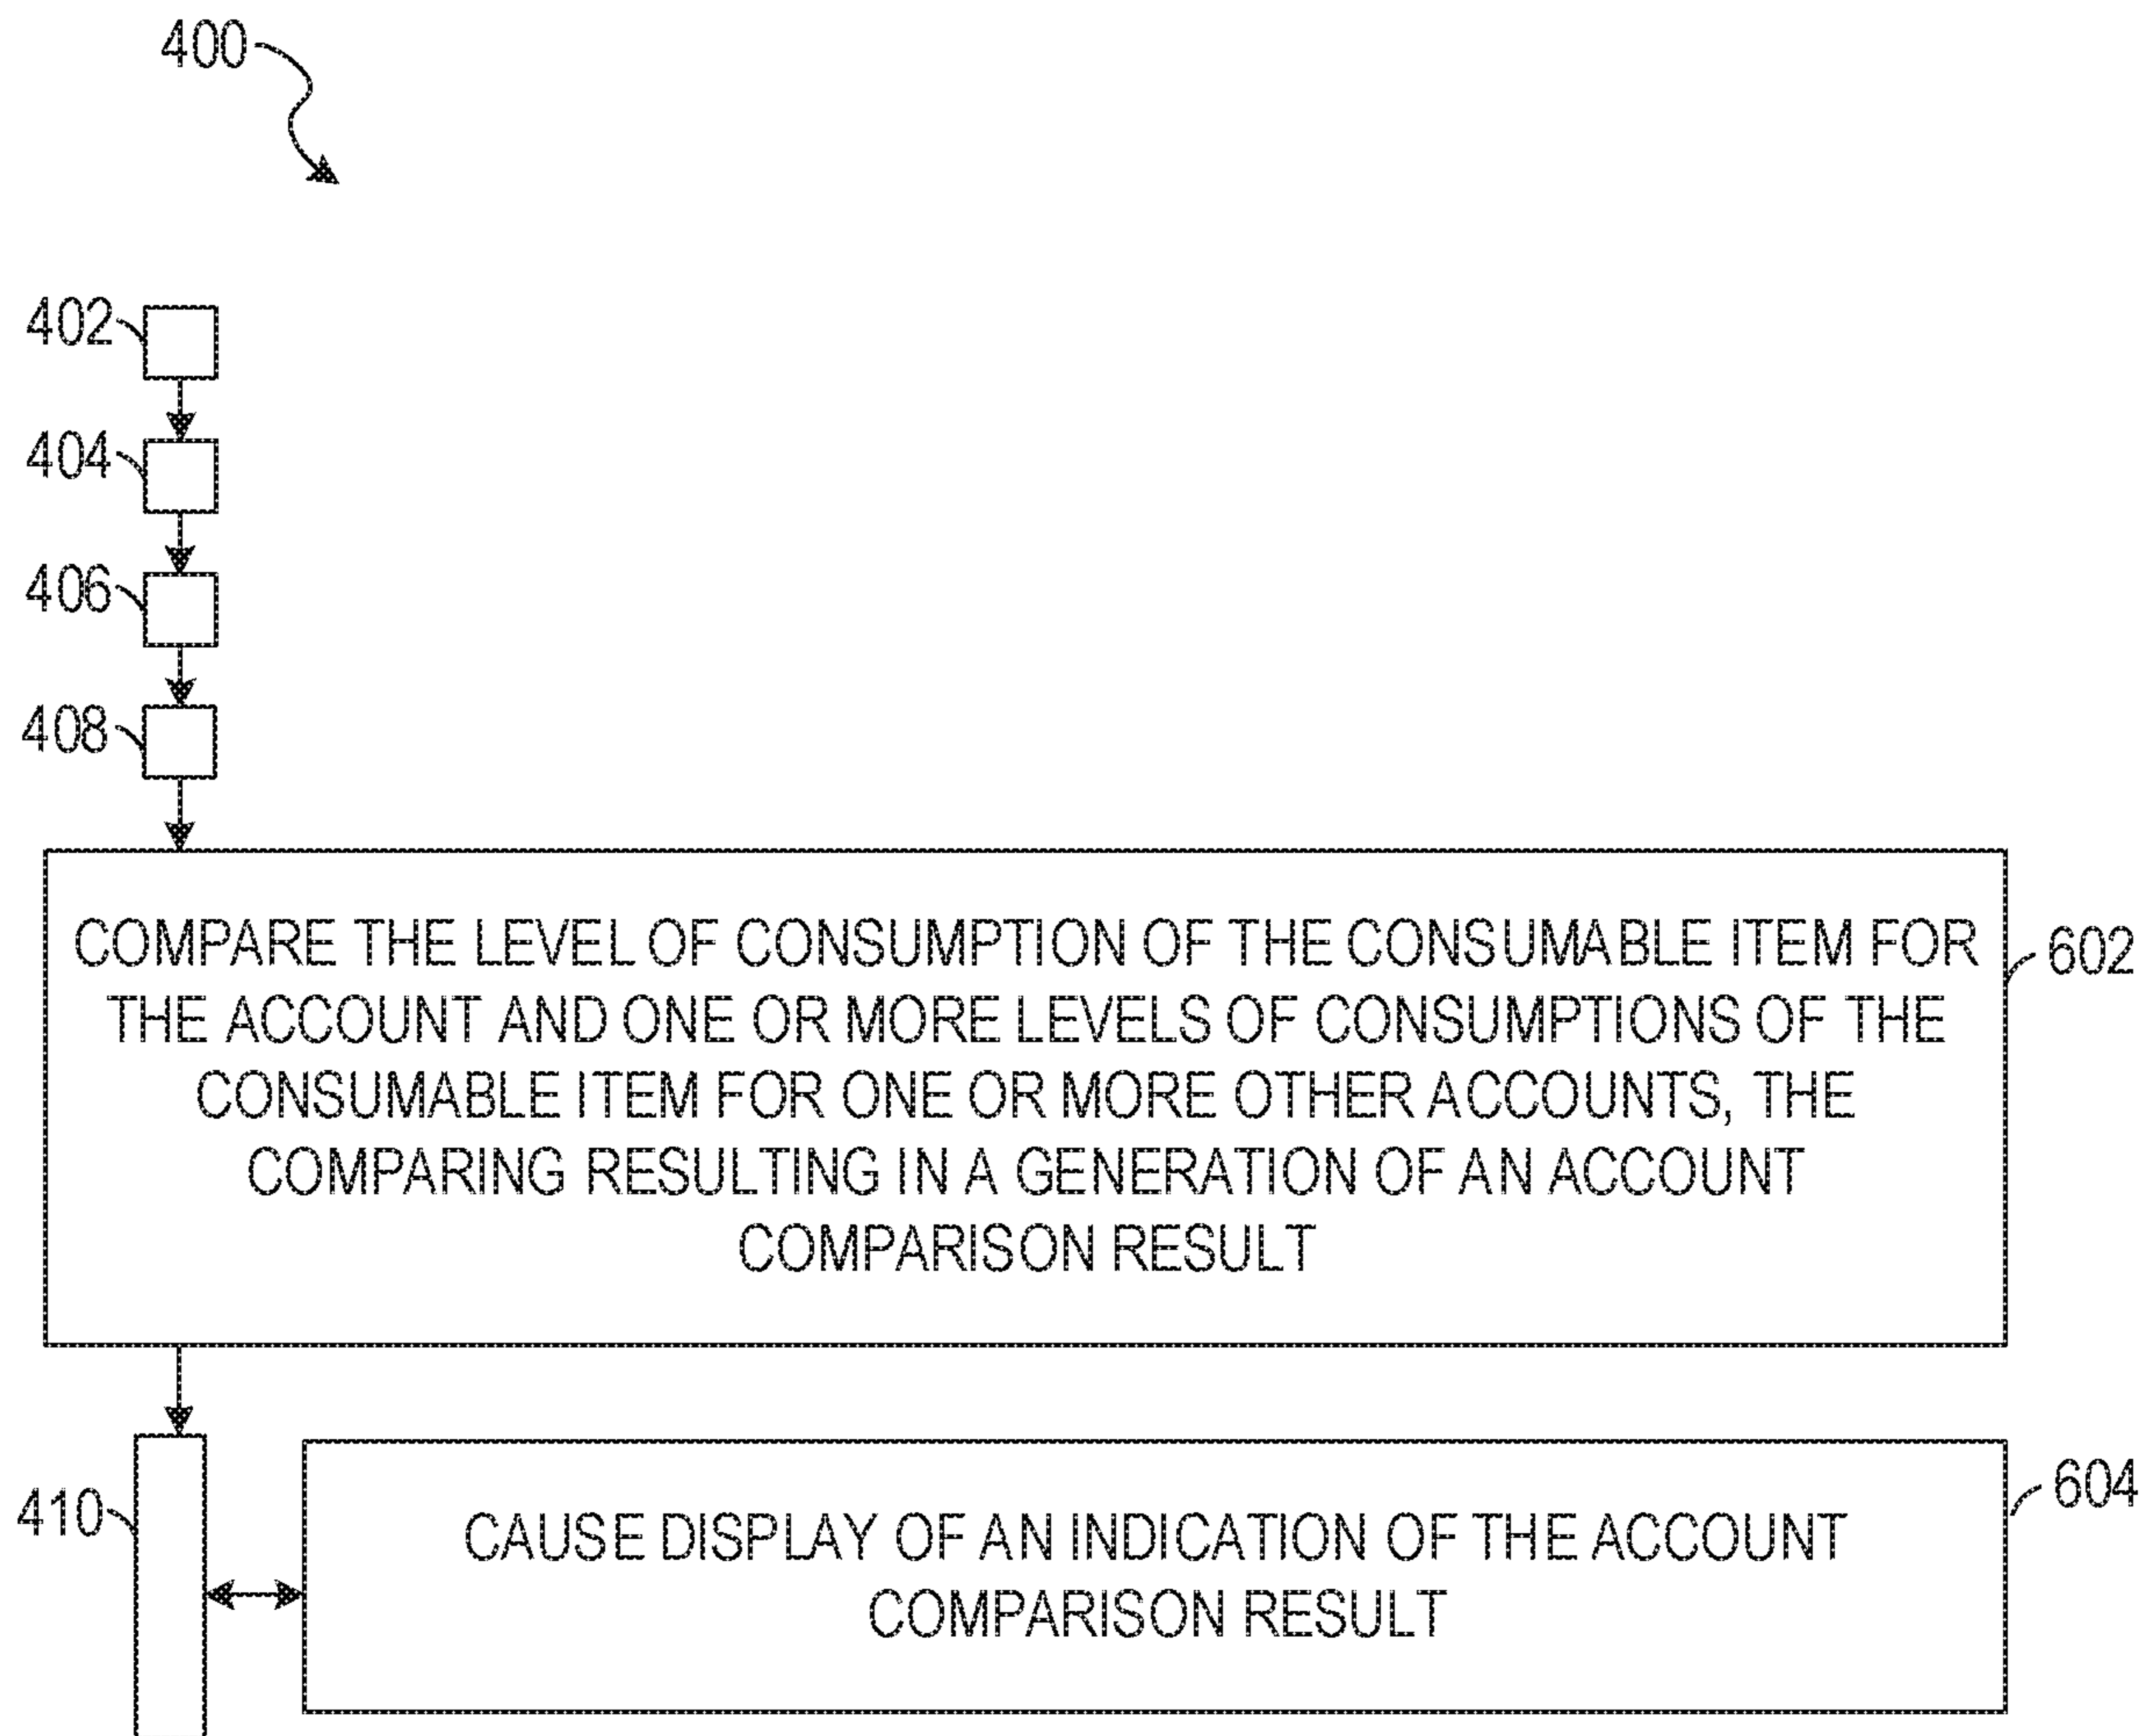 400
402
404
406
408
COMPARE THE LEVEL OF CONSUMPTION OF THE CONSUMABLE ITEM FOR
THE ACCOUNT AND ONE OR MORE LEVELS OF CONSUMPTIONS OF THE
CONSUMABLE ITEM FOR ONE OR MORE OTHER ACCOUNTS, THE
COMPARING RESULTING IN A GENERATION OF AN ACCOUNT
COMPARISON RESULT
602
410
CAUSE DISPLAY OF AN INDICATION OF THE ACCOUNT
COMPARISON RESULT
604